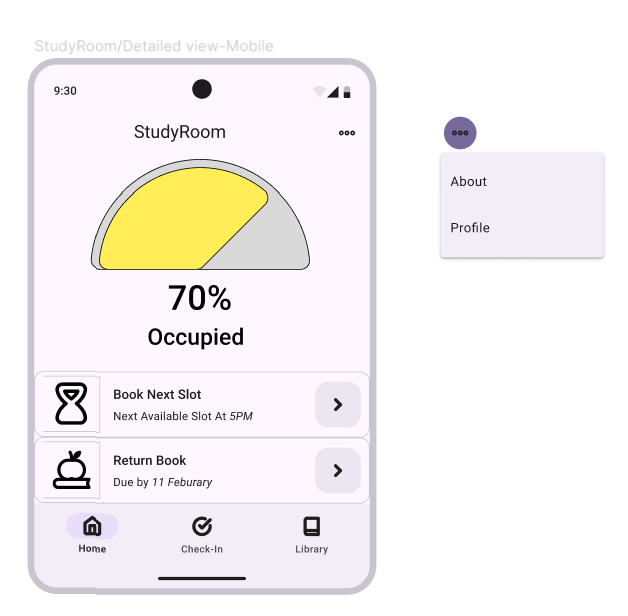 StudyRoom/Detailed view-Mobile
9:30
StudyRoom
70%
Occupied
Book Next Slot
Next Available Slot At 5PM
Return Book
Due by 11 Feburary
Home
Check-In
Library
About
Profile